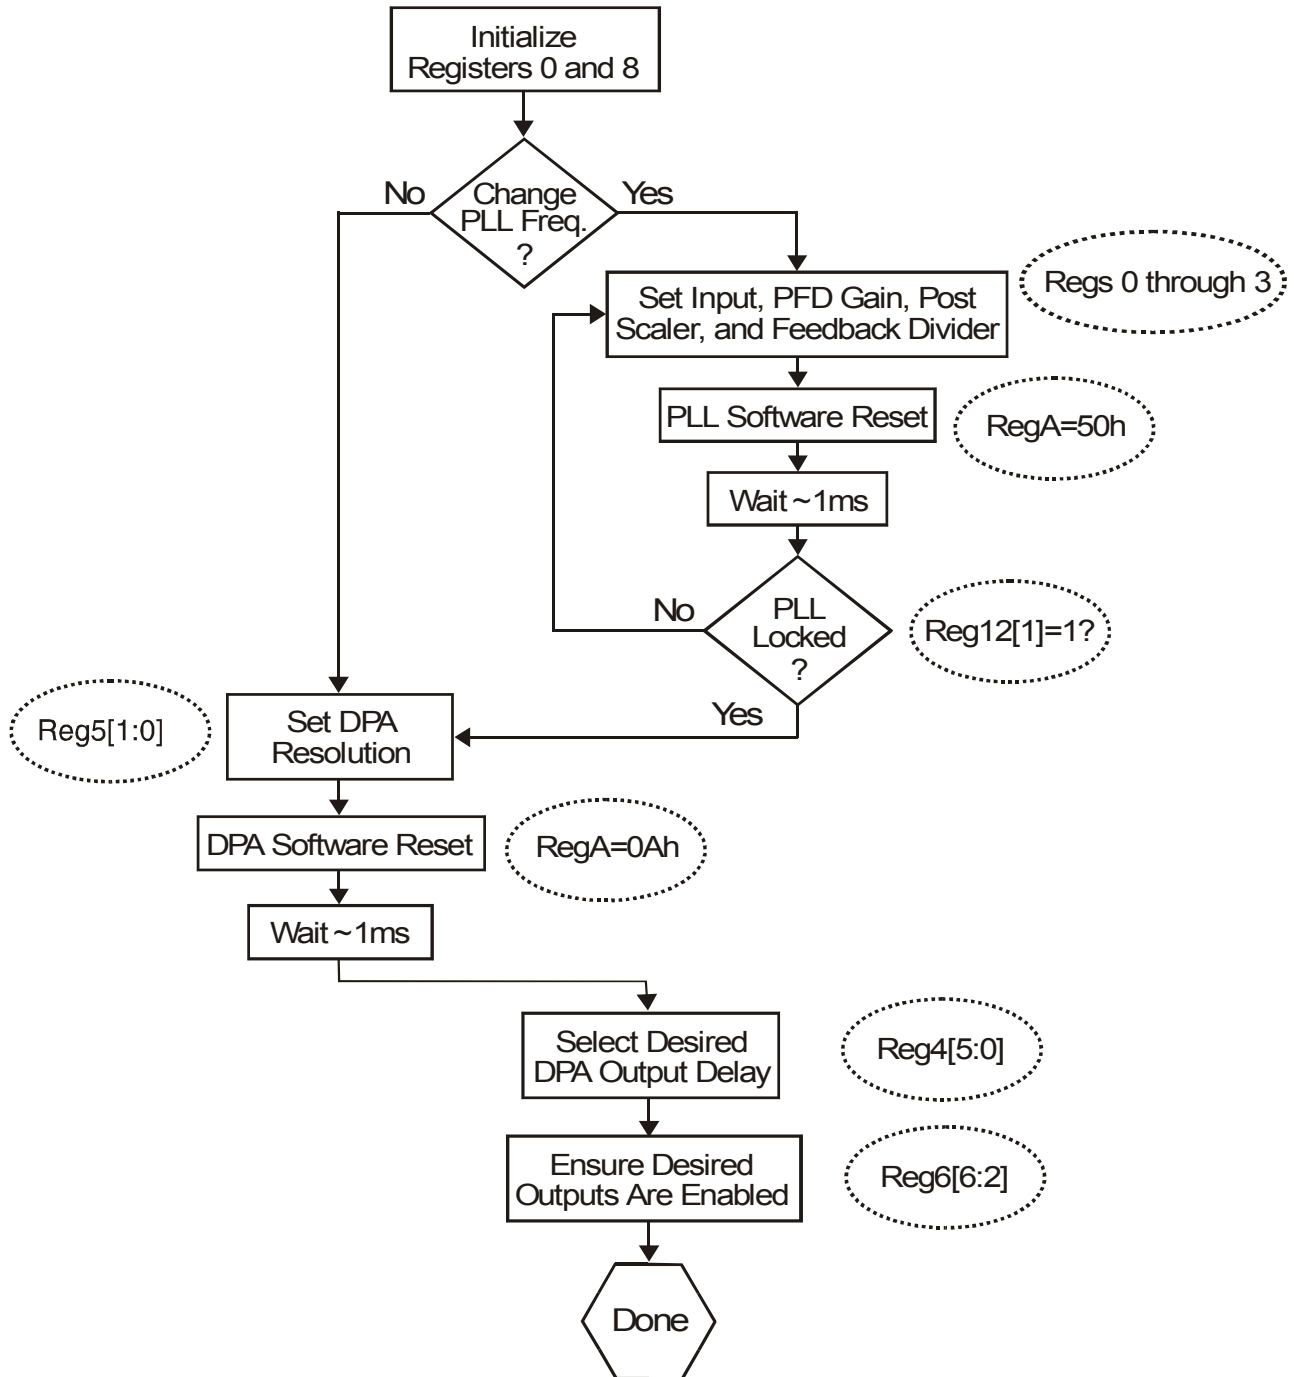 Initialize
Registers 0 and 8
No
Change
PLL Freq.
?
Yes
Set Input, PFD Gain, Post
Scaler, and Feedback Divider
Regs 0 through 3
PLL Software Reset
RegA=50h
Wait ~1ms
No
PLL
Locked
?
Reg12[1]=1?
Yes
Reg5[1:0]
Set DPA
Resolution
DPA Software Reset
RegA=0Ah
Wait ~1ms
Select Desired
DPA Output Delay
Reg4[5:0]
Ensure Desired
Outputs Are Enabled
Reg6[6:2]
Done